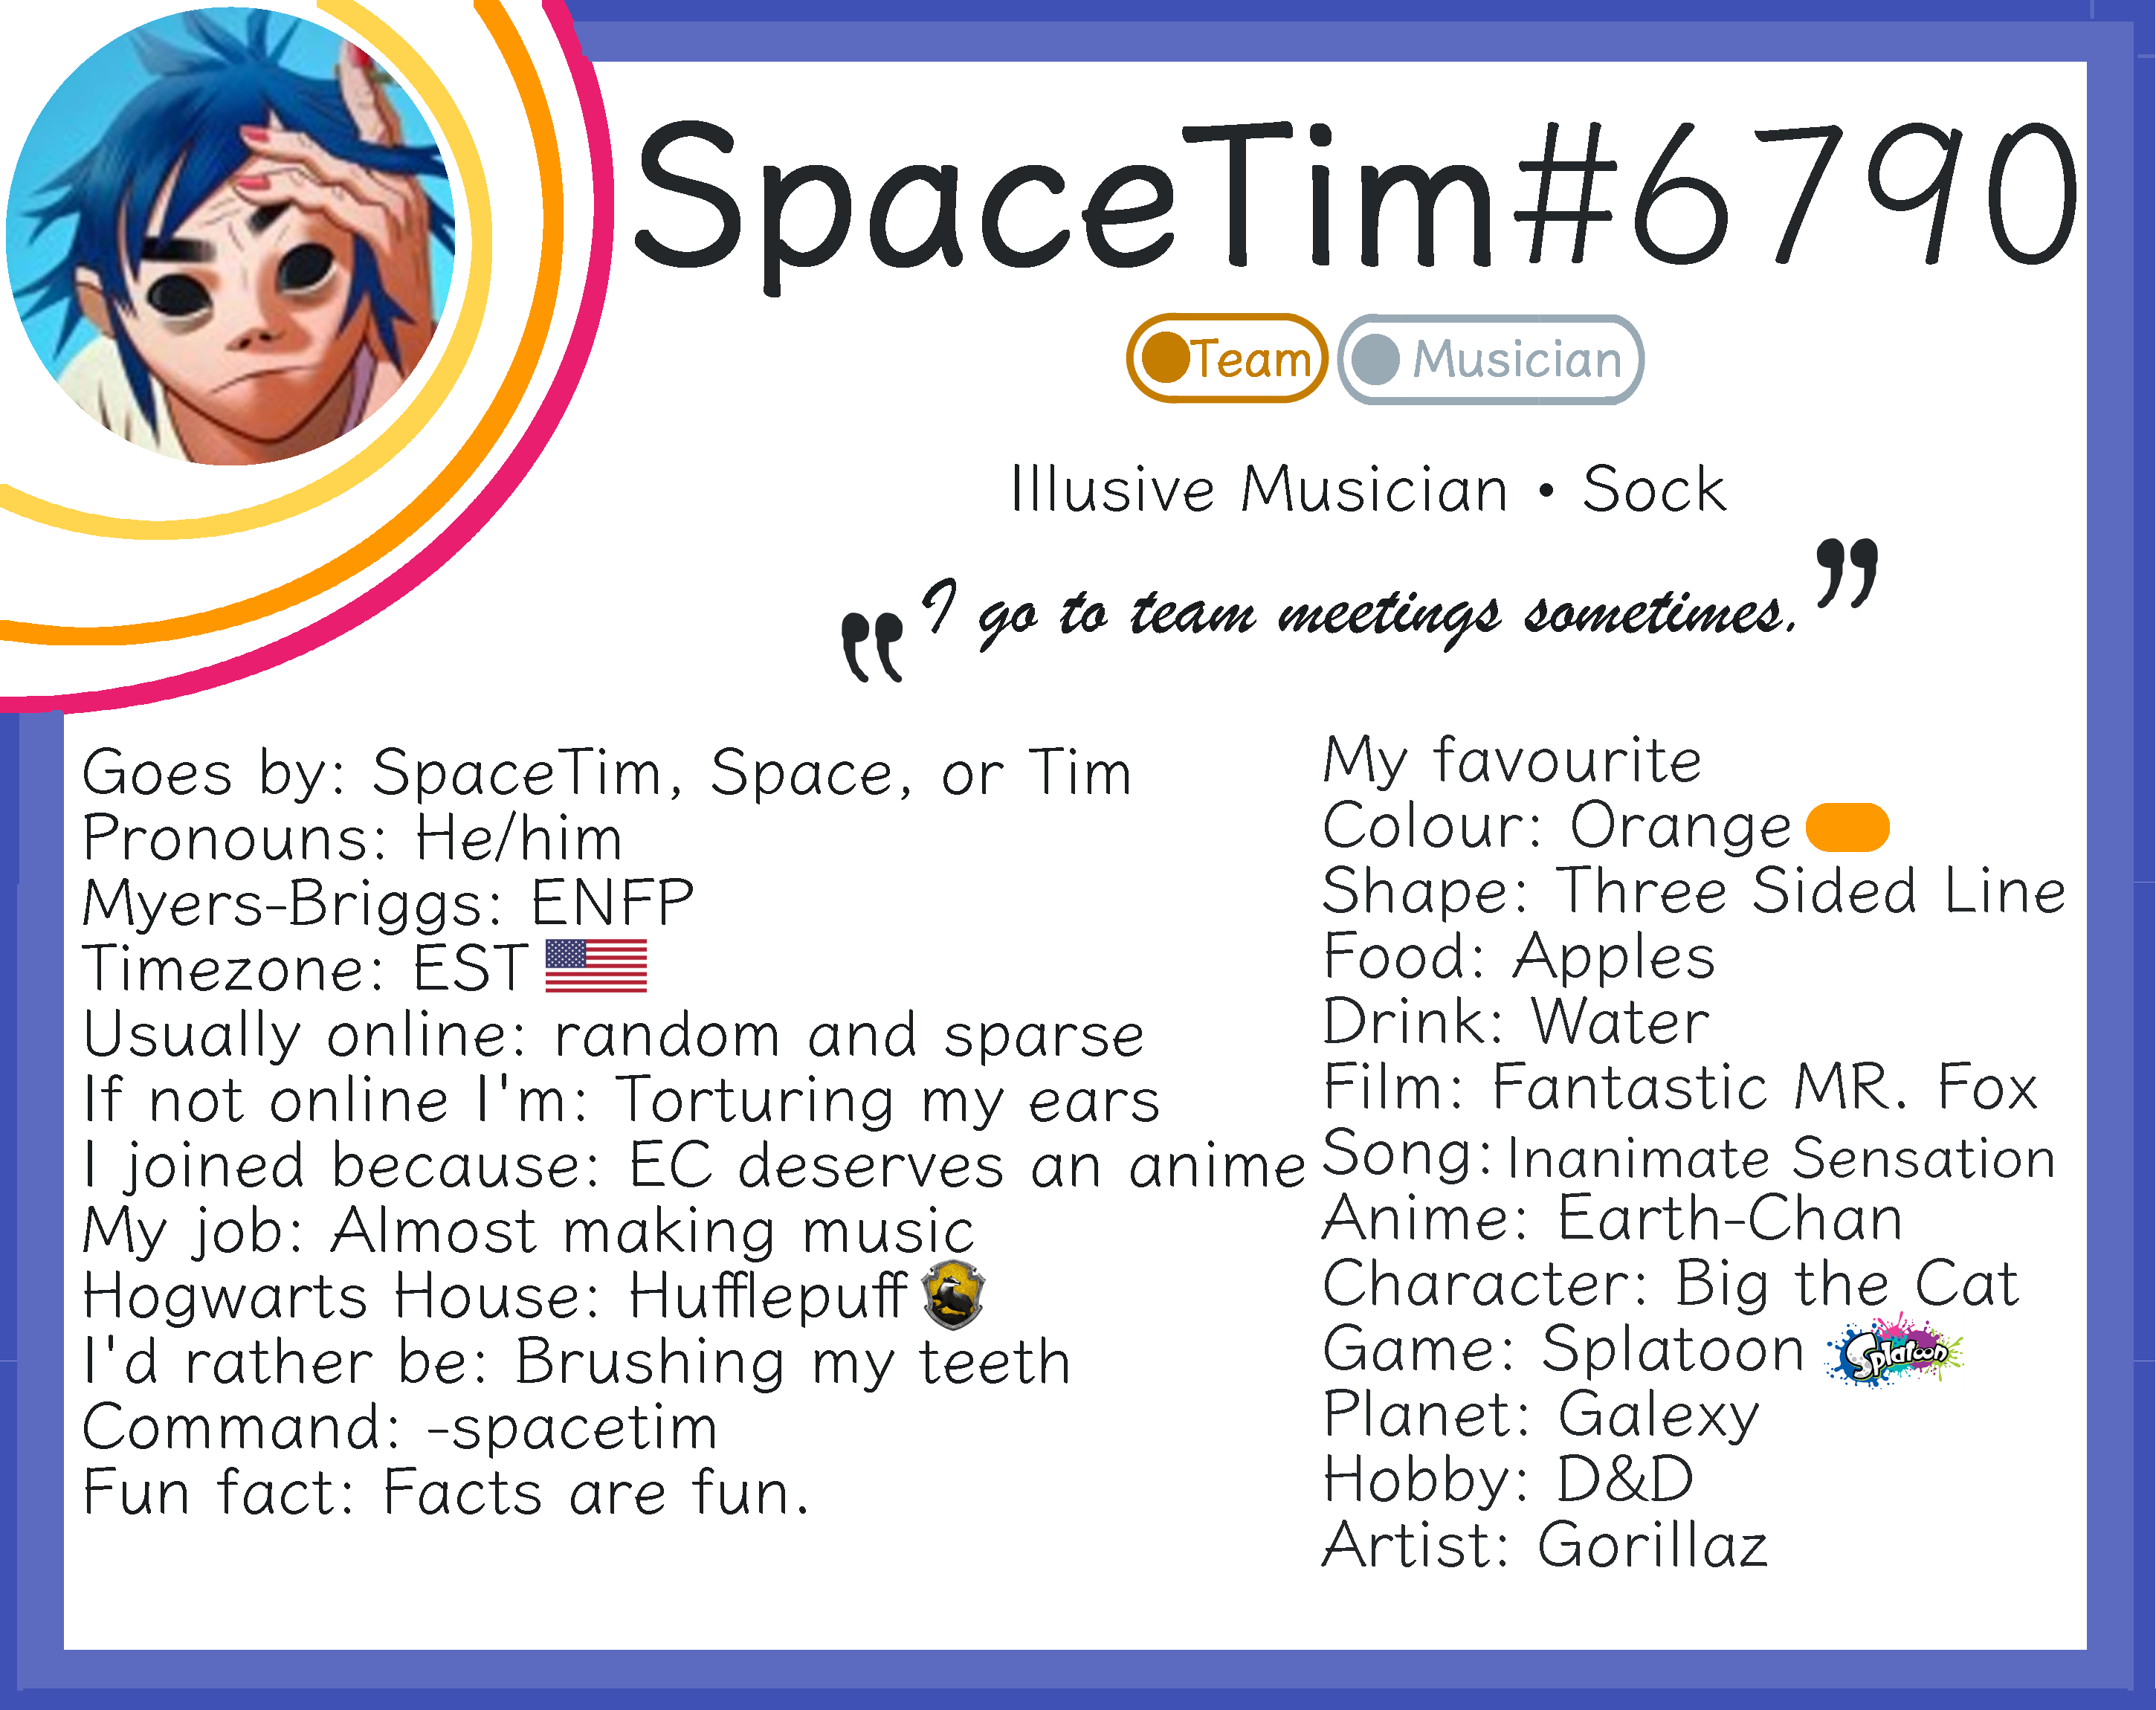 SpaceTim#6790
Team Musician
Illusive Musician • Sock
❟❟I go to team meetings sometimes.❜❜
Goes by: SpaceTim, Space, or Tim
Pronouns: He/him
Myers-Briggs: ENFP
Timezone: EST
Usually online: random and sparse
If not online I'm: Torturing my ears
I joined because: EC deserves an anime
My job: Almost making music
Hogwarts House: Hufflepuff
I'd rather be: Brushing my teeth
Command: -spacetim
Fun fact: Facts are fun.
My favourite
Colour: Orange
Shape: Three Sided Line
Food: Apples
Drink: Water
Film: Fantastic MR. Fox
Song: Inanimate Sensation
Anime: Earth-Chan
Character: Big the Cat
Game: Splatoon Splatoon
Planet: Galexy
Hobby: D&D
Artist: Gorillaz